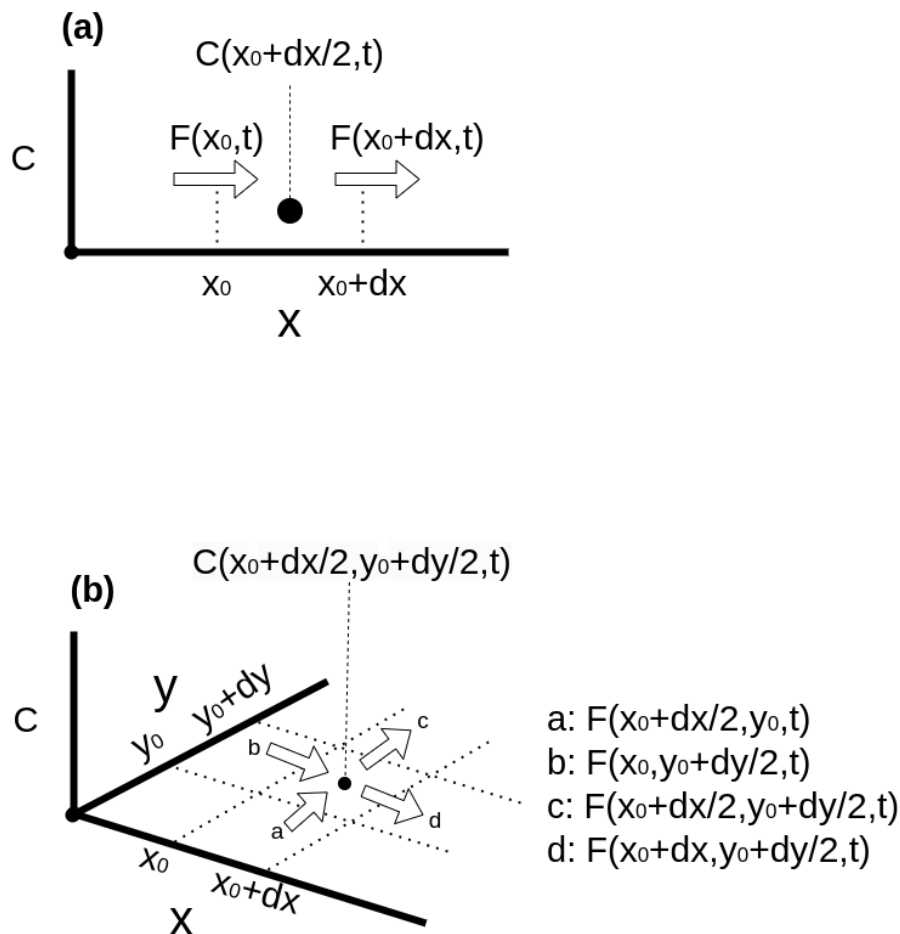 (a)
C(x₀+dx/2,t)
F(x₀,t) F(x₀+dx,t)
C
x₀ x₀+dx
x
C(x₀+dx/2,y₀+dy/2,t)
(b)
y
y₀ y₀+dy
C
b
c
a
d
x₀
x₀+dx
x
a: F(x₀+dx/2,y₀,t)
b: F(x₀,y₀+dy/2,t)
c: F(x₀+dx/2,y₀+dy/2,t)
d: F(x₀+dx,y₀+dy/2,t)